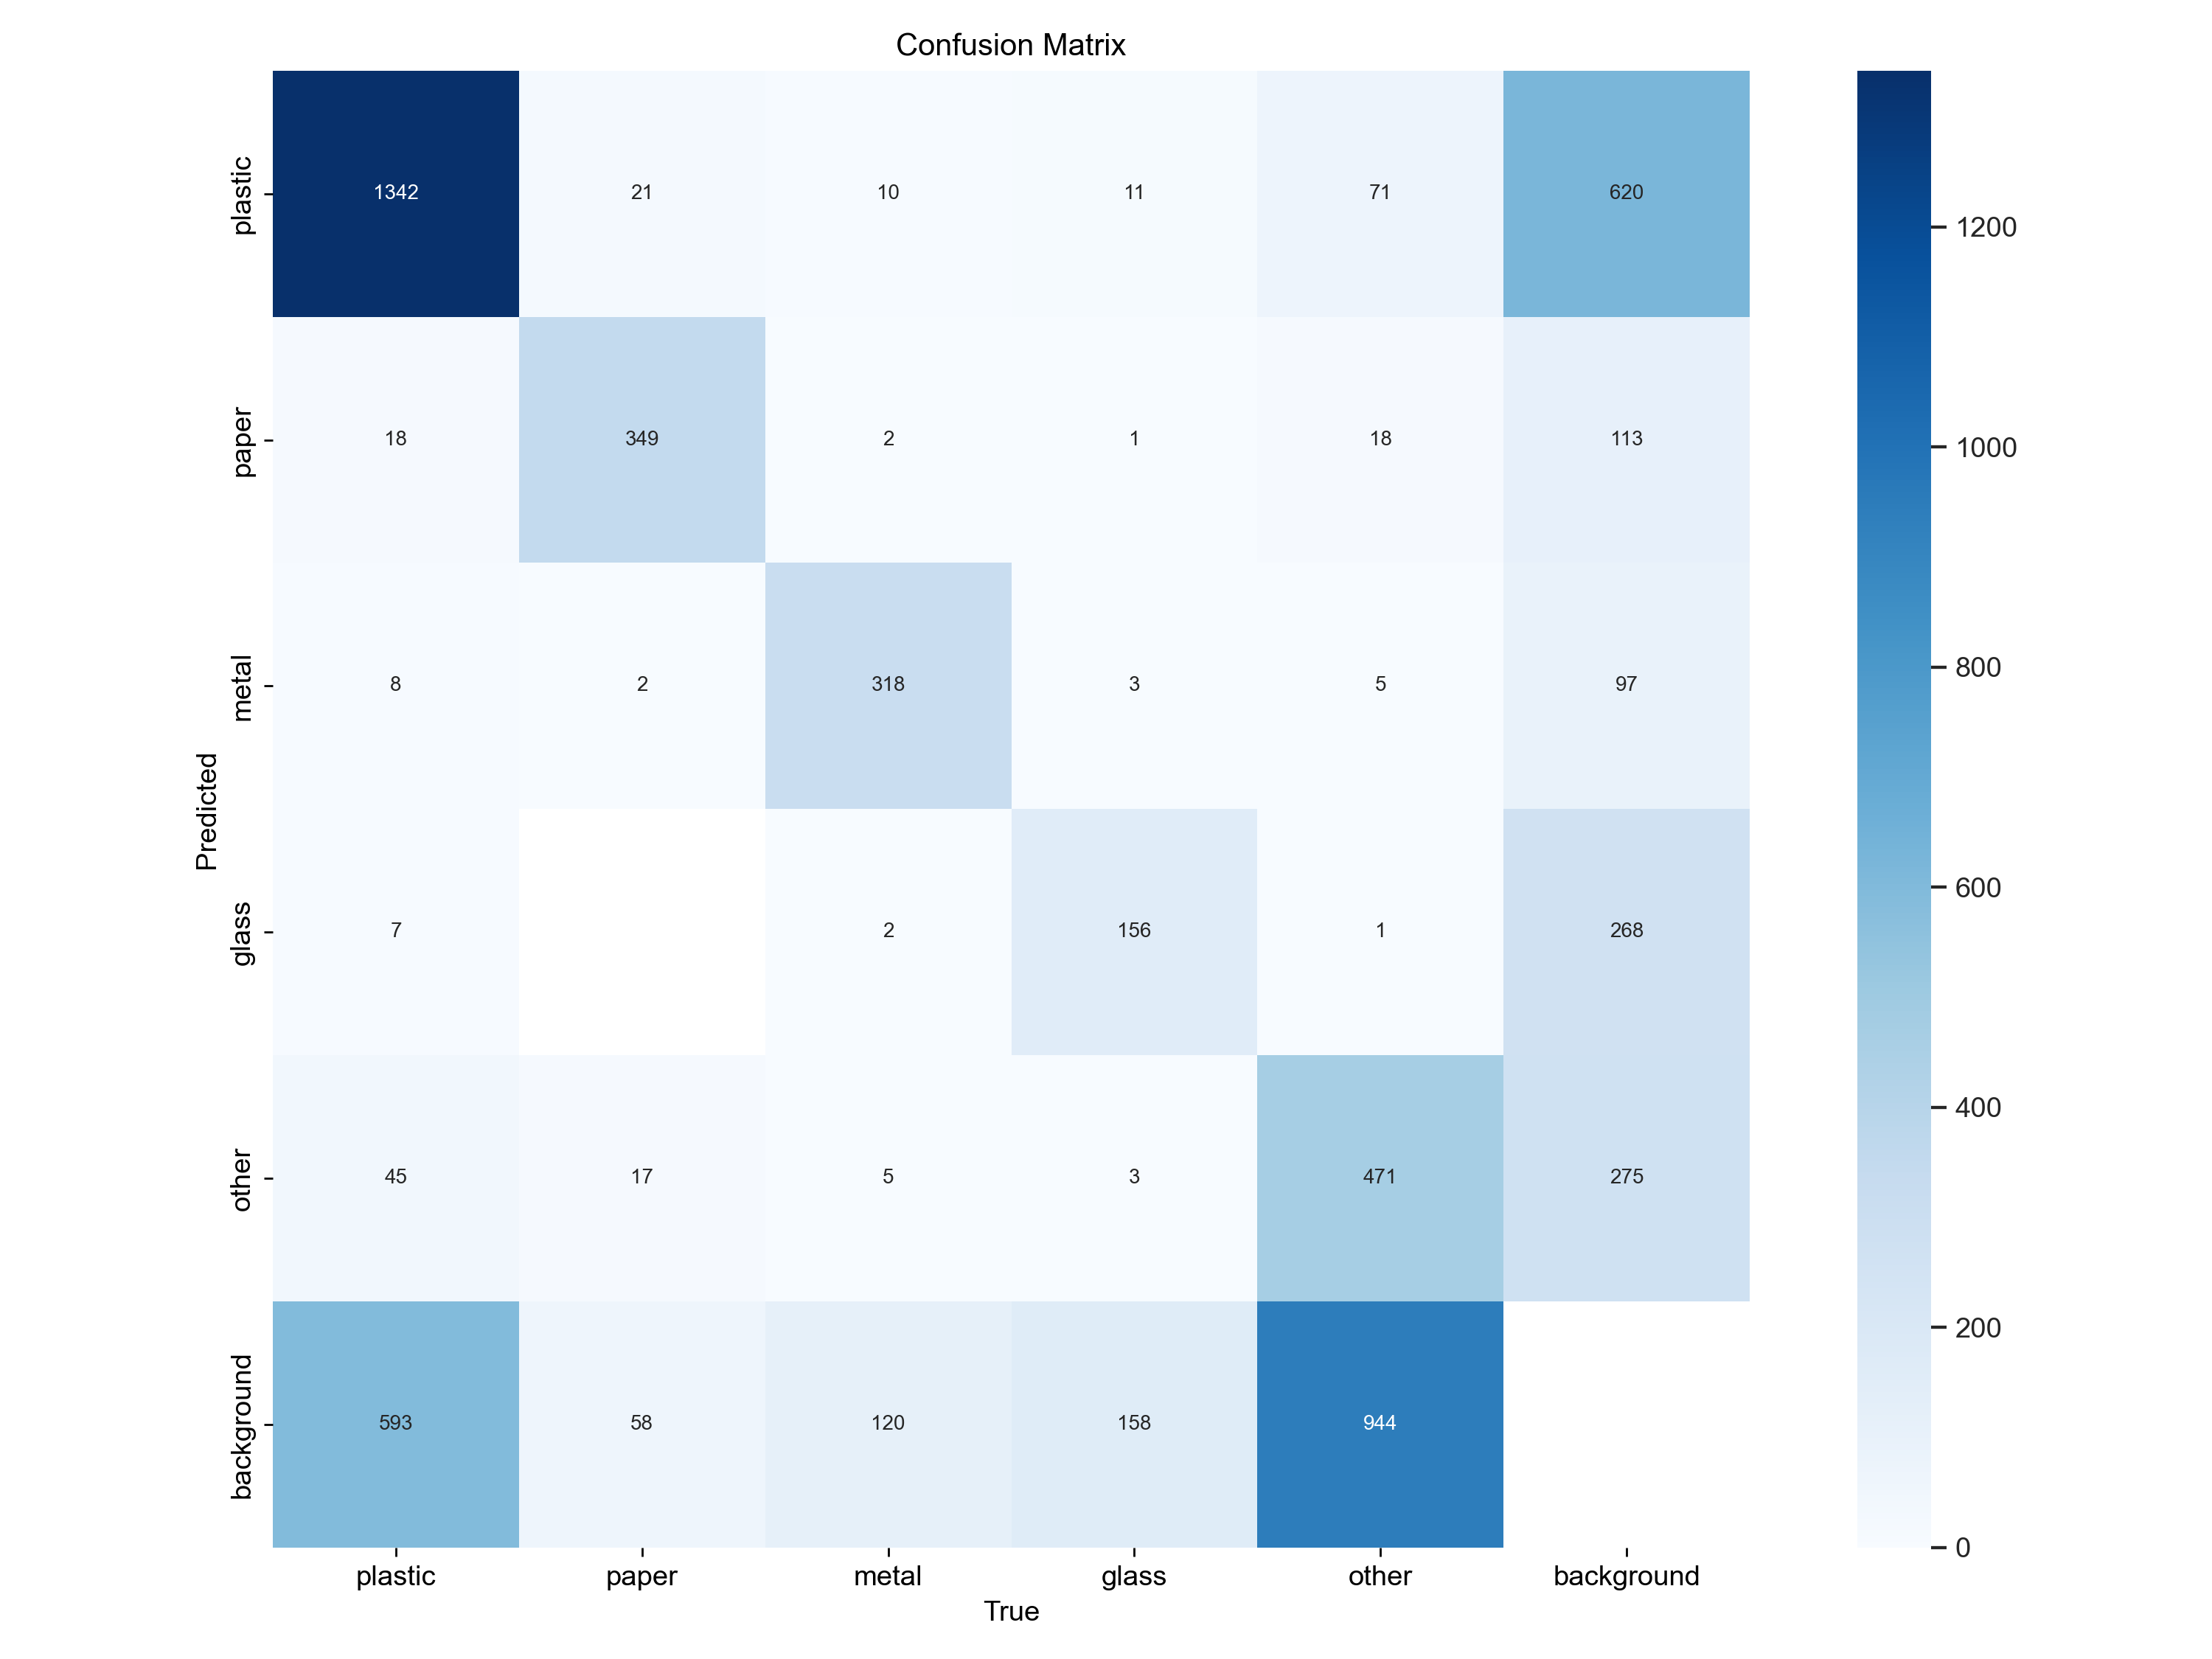 Confusion Matrix
plastic 1342 21 10 11 71 620
1200
paper 18 349 2 1 18 113
1000
metal 8 2 318 3 5 97
800
Predicted
glass 7 2 156 1 268
600
other 45 17 5 3 471 275
400
background 593 58 120 158 944
200
0
plastic paper metal glass other background
True